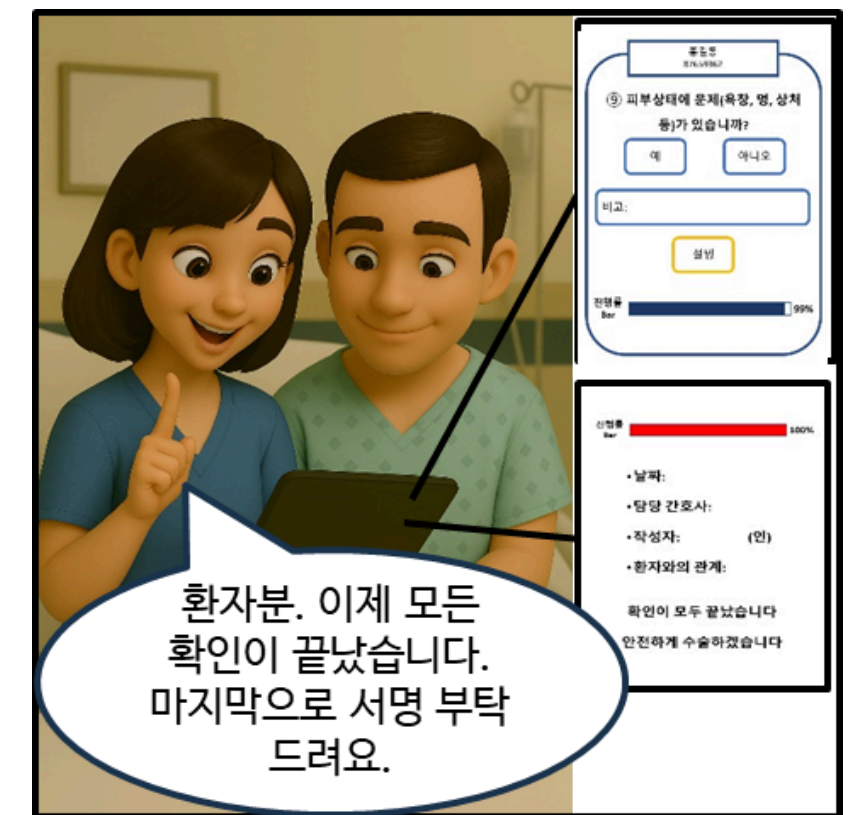 환자분. 이제 모든
확인이 끝났습니다.
마지막으로 서명 부탁
드려요.
홍길동
⑨ 피부상태에 문제(욕창, 멍, 상처
등)가 있습니까?
예
아니오
비고:
설명
진행률
Bar
99%
진행률
Bar
100%
•날짜:
•담당 간호사:
•작성자: (인)
•환자와의 관계:
확인이 모두 끝났습니다
안전하게 수술하겠습니다